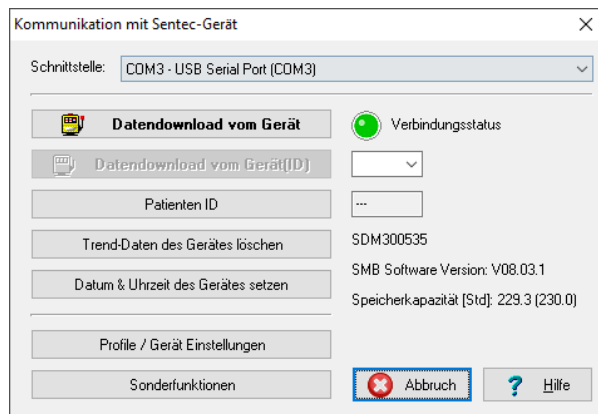 Kommunikation mit Sentec-Gerät
Schnittstelle: COM3 - USB Serial Port (COM3)
Datendownload vom Gerät
Verbindungsstatus
Datendownload vom Gerät(ID)
Patienten ID
---
Trend-Daten des Gerätes löschen
SDM300535
SMB Software Version: V08.03.1
Datum & Uhrzeit des Gerätes setzen
Speicherkapazität [Std]: 229.3 (230.0)
Profile / Gerät Einstellungen
Sonderfunktionen
Abbruch
Hilfe